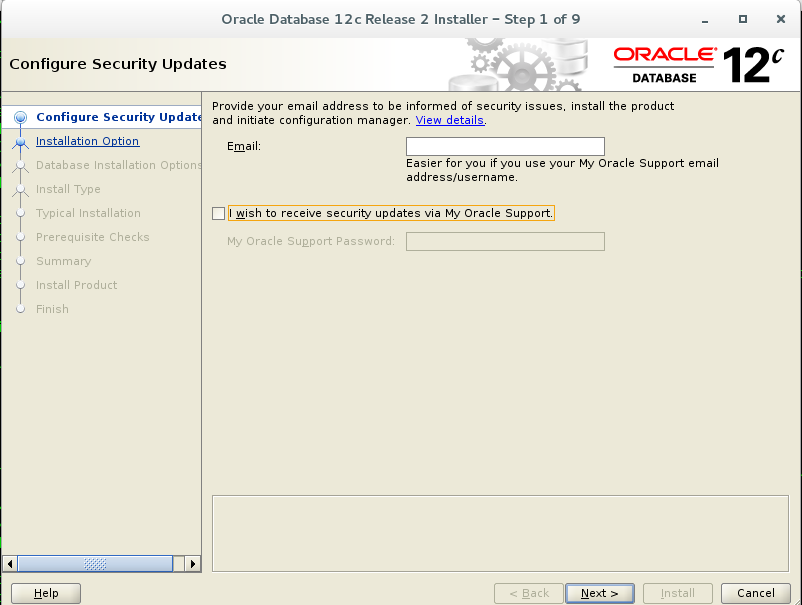 Oracle Database 12c Release 2 Installer – Step 1 of 9
Configure Security Updates
ORACLE®
DATABASE
12c
Configure Security Update
Installation Option
Database Installation Options
Install Type
Typical Installation
Prerequisite Checks
Summary
Install Product
Finish
Provide your email address to be informed of security issues, install the product
and initiate configuration manager. View details.
Email:
Easier for you if you use your My Oracle Support email
address/username.
I wish to receive security updates via My Oracle Support.
My Oracle Support Password:
Help
< Back
Next >
Install
Cancel